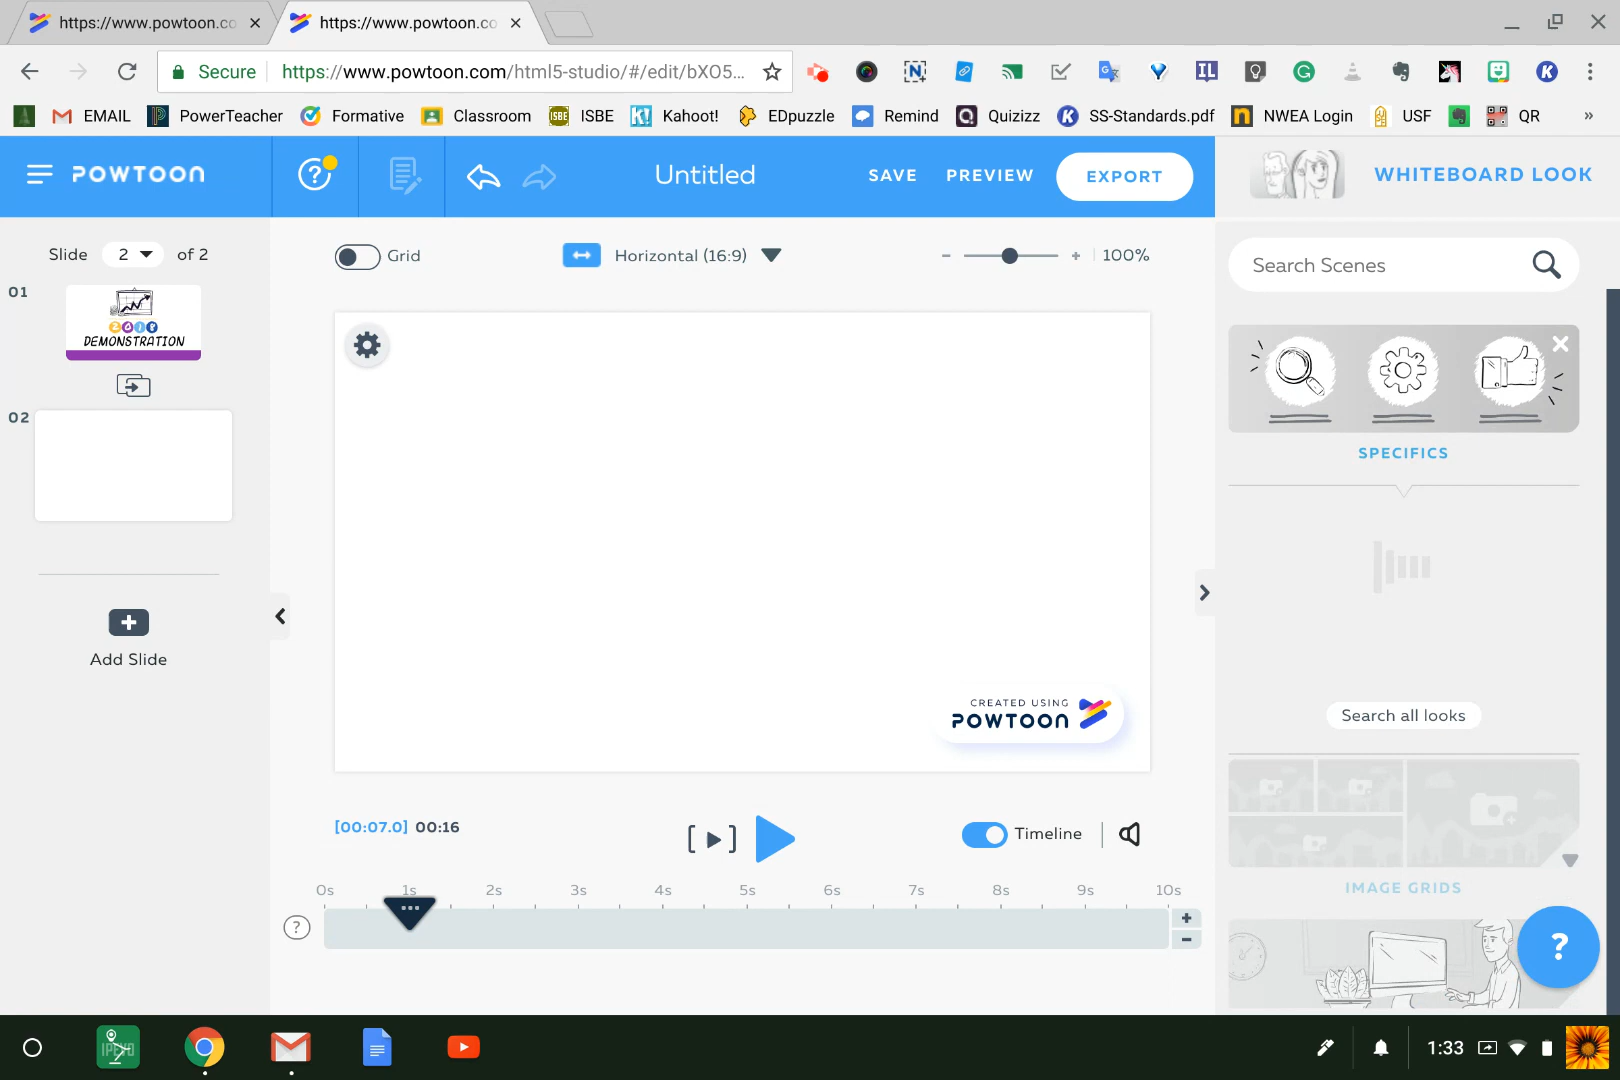 https://www.powtoon.co
https://www.powtoon.co
Secure
https://www.powtoon.com/html5-studio/#/edit/bXO5...
EMAIL
PowerTeacher
Formative
Classroom
ISBE
ISBE
Kahoot!
EDpuzzle
Remind
Quizizz
SS-Standards.pdf
NWEA Login
USF
QR
»
POWTOON
Untitled
SAVE
PREVIEW
EXPORT
WHITEBOARD LOOK
Slide 2 of 2
Grid
Horizontal (16:9)
- + 100%
Search Scenes
01
2018
DEMONSTRATION
02
SPECIFICS
Add Slide
CREATED USING
POWTOON
Search all looks
[00:07.0] 00:16
Timeline
0s 1s 2s 3s 4s 5s 6s 7s 8s 9s 10s
IMAGE GRIDS
?
+
-
?
IPEVO
1:33